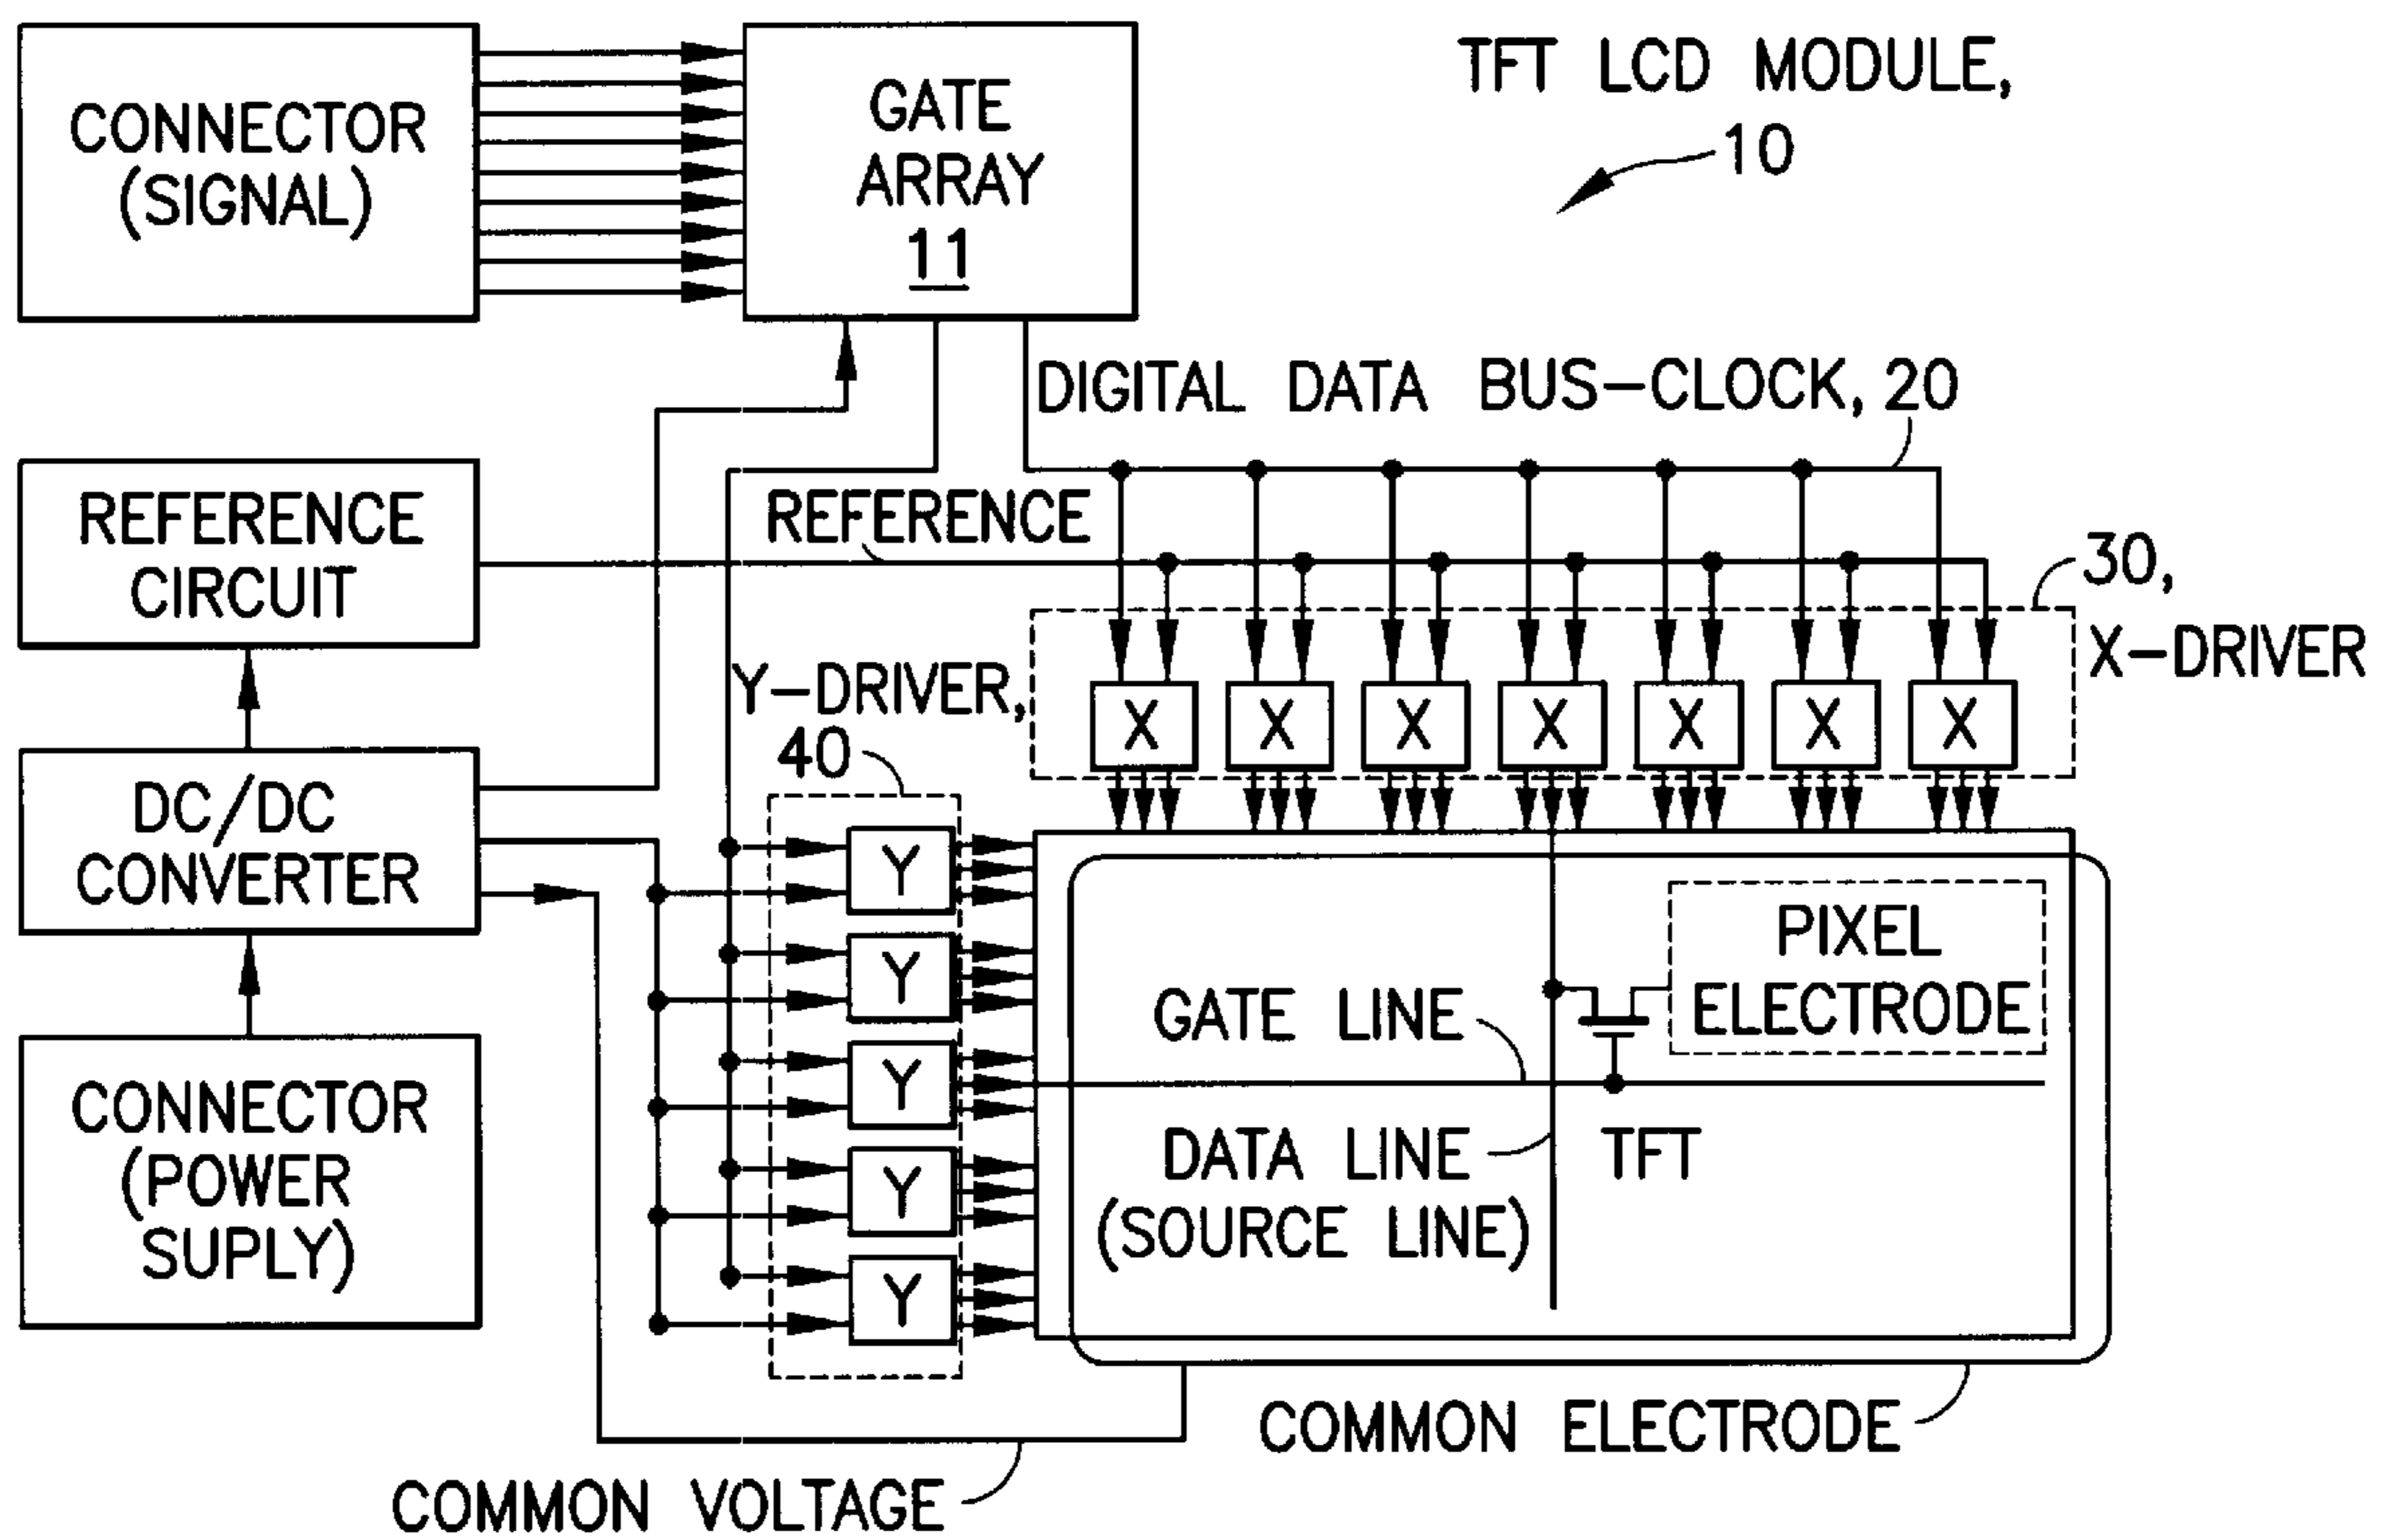 CONNECTOR
(SIGNAL)
GATE
ARRAY
11
TFT LCD MODULE,
10
DIGITAL DATA BUS-CLOCK, 20
REFERENCE
CIRCUIT
REFERENCE
30,
X-DRIVER
Y-DRIVER,
40
X X X X X X X
DC/DC
CONVERTER
Y
Y
Y
Y
Y
PIXEL
ELECTRODE
GATE LINE
DATA LINE
(SOURCE LINE)
TFT
CONNECTOR
(POWER
SUPLY)
COMMON ELECTRODE
COMMON VOLTAGE